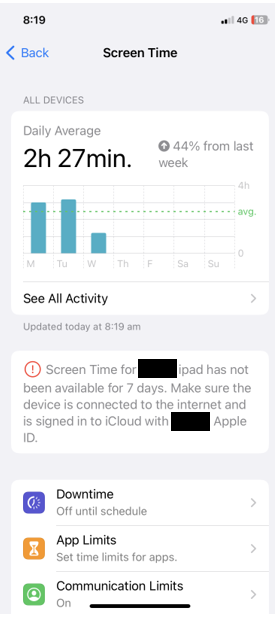 8:19
4G 16
Back
Screen Time
ALL DEVICES
Daily Average
2h 27min.
44% from last
week
4h
avg.
0
M Tu W Th F Sa Su
See All Activity
Updated today at 8:19 am
Screen Time for ipad has not
been available for 7 days. Make sure the
device is connected to the internet and
is signed in to iCloud with Apple
ID.
Downtime
Off until schedule
App Limits
Set time limits for apps.
Communication Limits
On